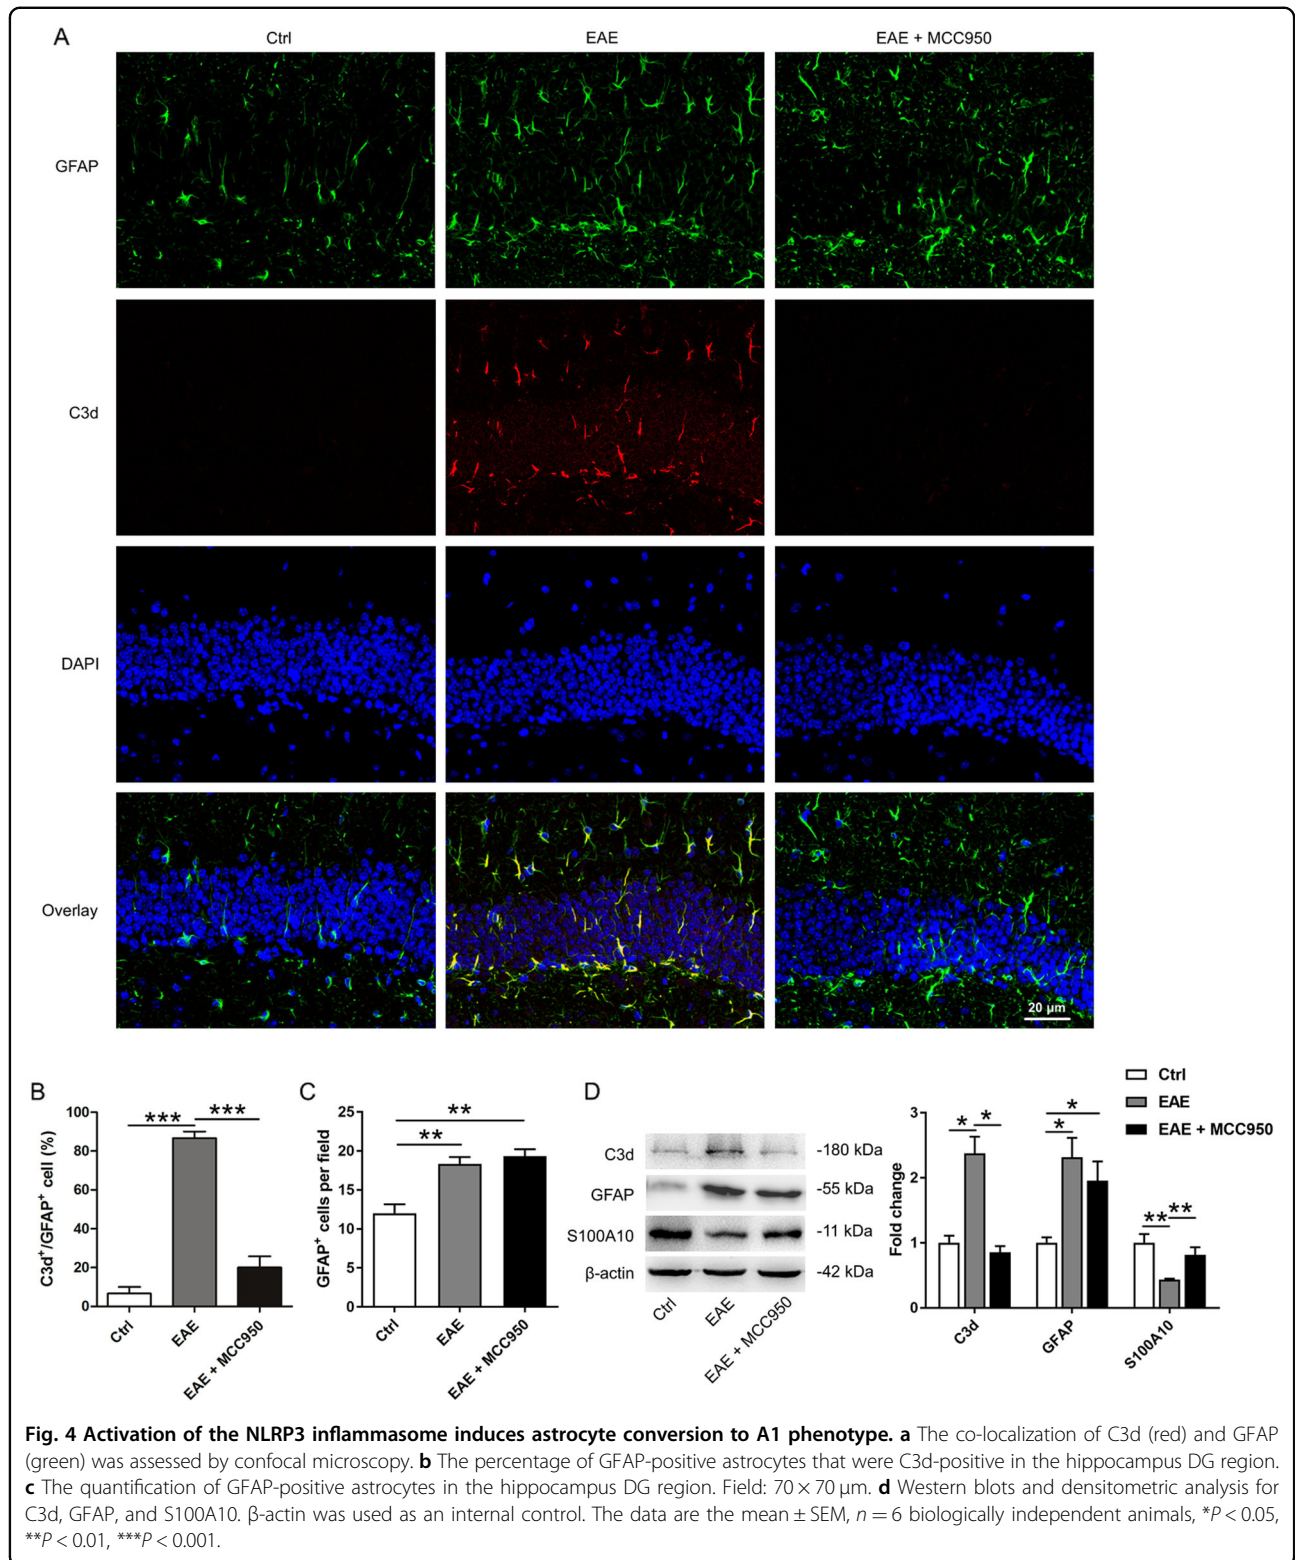 A
Ctrl
EAE
EAE + MCC950
GFAP
C3d
DAPI
Overlay
20 μm
B
C3d⁺/GFAP⁺ cell (%)
100
80
60
40
20
0
***
***
Ctrl
EAE
EAE + MCC950
C
GFAP⁺ cells per field
25
20
15
10
5
0
**
**
Ctrl
EAE
EAE + MCC950
D
C3d
-180 kDa
GFAP
-55 kDa
S100A10
-11 kDa
β-actin
-42 kDa
Ctrl
EAE
EAE + MCC950
Ctrl
EAE
EAE + MCC950
Fold change
3
2
1
0
*
*
*
*
**
**
C3d
GFAP
S100A10
Fig. 4 Activation of the NLRP3 inflammasome induces astrocyte conversion to A1 phenotype. a The co-localization of C3d (red) and GFAP
(green) was assessed by confocal microscopy. b The percentage of GFAP-positive astrocytes that were C3d-positive in the hippocampus DG region.
c The quantification of GFAP-positive astrocytes in the hippocampus DG region. Field: 70 × 70 μm. d Western blots and densitometric analysis for
C3d, GFAP, and S100A10. β-actin was used as an internal control. The data are the mean ± SEM, n = 6 biologically independent animals, *P < 0.05,
**P < 0.01, ***P < 0.001.